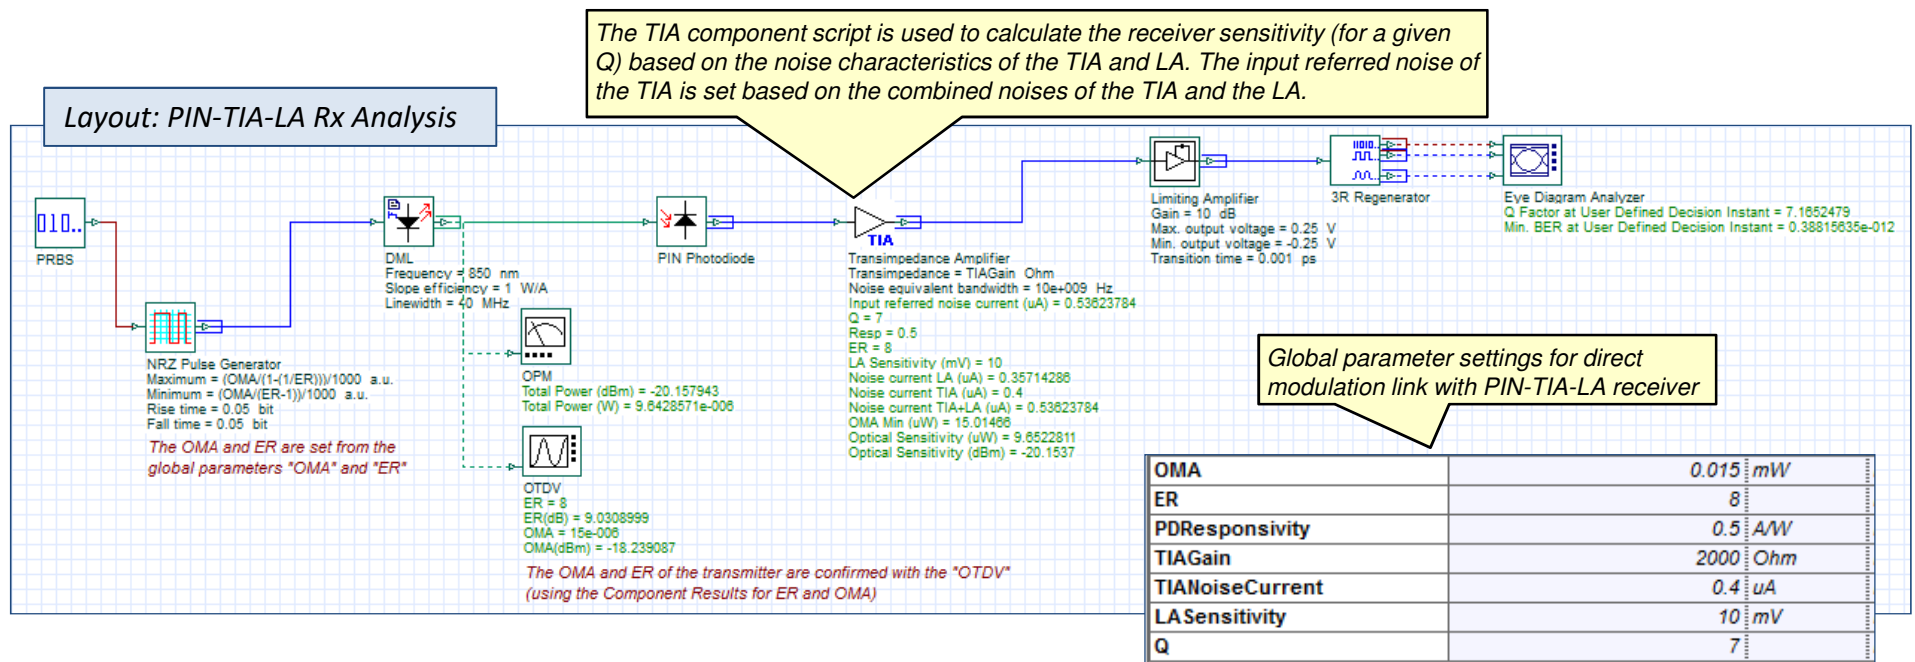 The TIA component script is used to calculate the receiver sensitivity (for a given
Q) based on the noise characteristics of the TIA and LA. The input referred noise of
the TIA is set based on the combined noises of the TIA and the LA.
Layout: PIN-TIA-LA Rx Analysis
010..
PRBS
NRZ Pulse Generator
Maximum = (OMA/(1-(1/ER)))/1000 a.u.
Minimum = (OMA/(ER-1))/1000 a.u.
Rise time = 0.05 bit
Fall time = 0.05 bit
The OMA and ER are set from the
global parameters "OMA" and "ER"
DML
Frequency = 850 nm
Slope efficiency = 1 W/A
Linewidth = 40 MHz
OPM
Total Power (dBm) = -20.157943
Total Power (W) = 9.6428571e-006
OTDV
ER = 8
ER(dB) = 9.0308999
OMA = 15e-006
OMA(dBm) = -18.239087
The OMA and ER of the transmitter are confirmed with the "OTDV"
(using the Component Results for ER and OMA)
PIN Photodiode
TIA
Transimpedance Amplifier
Transimpedance = TIAGain Ohm
Noise equivalent bandwidth = 10e+009 Hz
Input referred noise current (uA) = 0.53623784
Q = 7
Resp = 0.5
ER = 8
LA Sensitivity (mV) = 10
Noise current LA (uA) = 0.35714286
Noise current TIA (uA) = 0.4
Noise current TIA+LA (uA) = 0.53623784
OMA Min (uW) = 15.01466
Optical Sensitivity (uW) = 9.6522811
Optical Sensitivity (dBm) = -20.1537
Limiting Amplifier
Gain = 10 dB
Max. output voltage = 0.25 V
Min. output voltage = -0.25 V
Transition time = 0.001 ps
3R Regenerator
Eye Diagram Analyzer
Q Factor at User Defined Decision Instant = 7.1652479
Min. BER at User Defined Decision Instant = 0.38815635e-012
Global parameter settings for direct
modulation link with PIN-TIA-LA receiver
OMA 0.015 mW
ER 8
PDResponsivity 0.5 A/W
TIAGain 2000 Ohm
TIANoiseCurrent 0.4 uA
LASensitivity 10 mV
Q 7